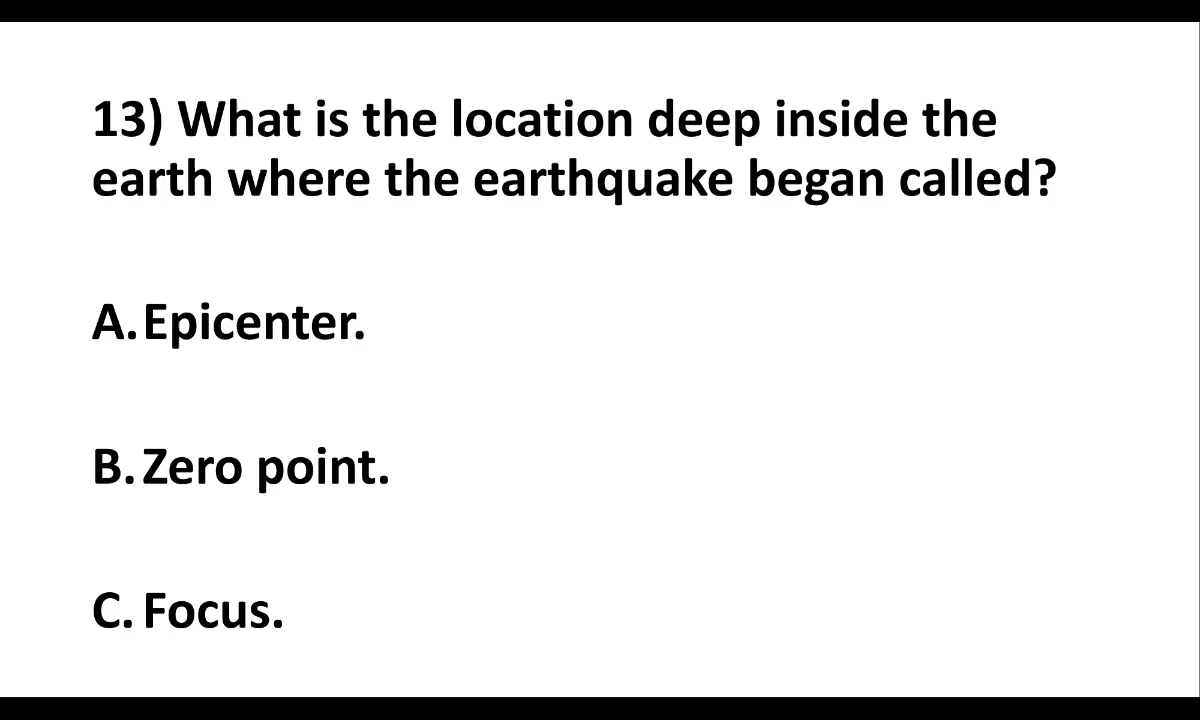 13) What is the location deep inside the
earth where the earthquake began called?
A. Epicenter.
B. Zero point.
C. Focus.